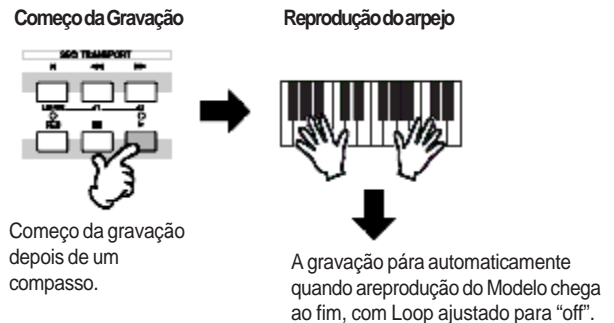 Começo da Gravação
Reprodução do arpejo
SEQ TRANSPORT
Começo da gravação
depois de um
compasso.
A gravação pára automaticamente
quando areprodução do Modelo chega
ao fim, com Loop ajustado para “off”.